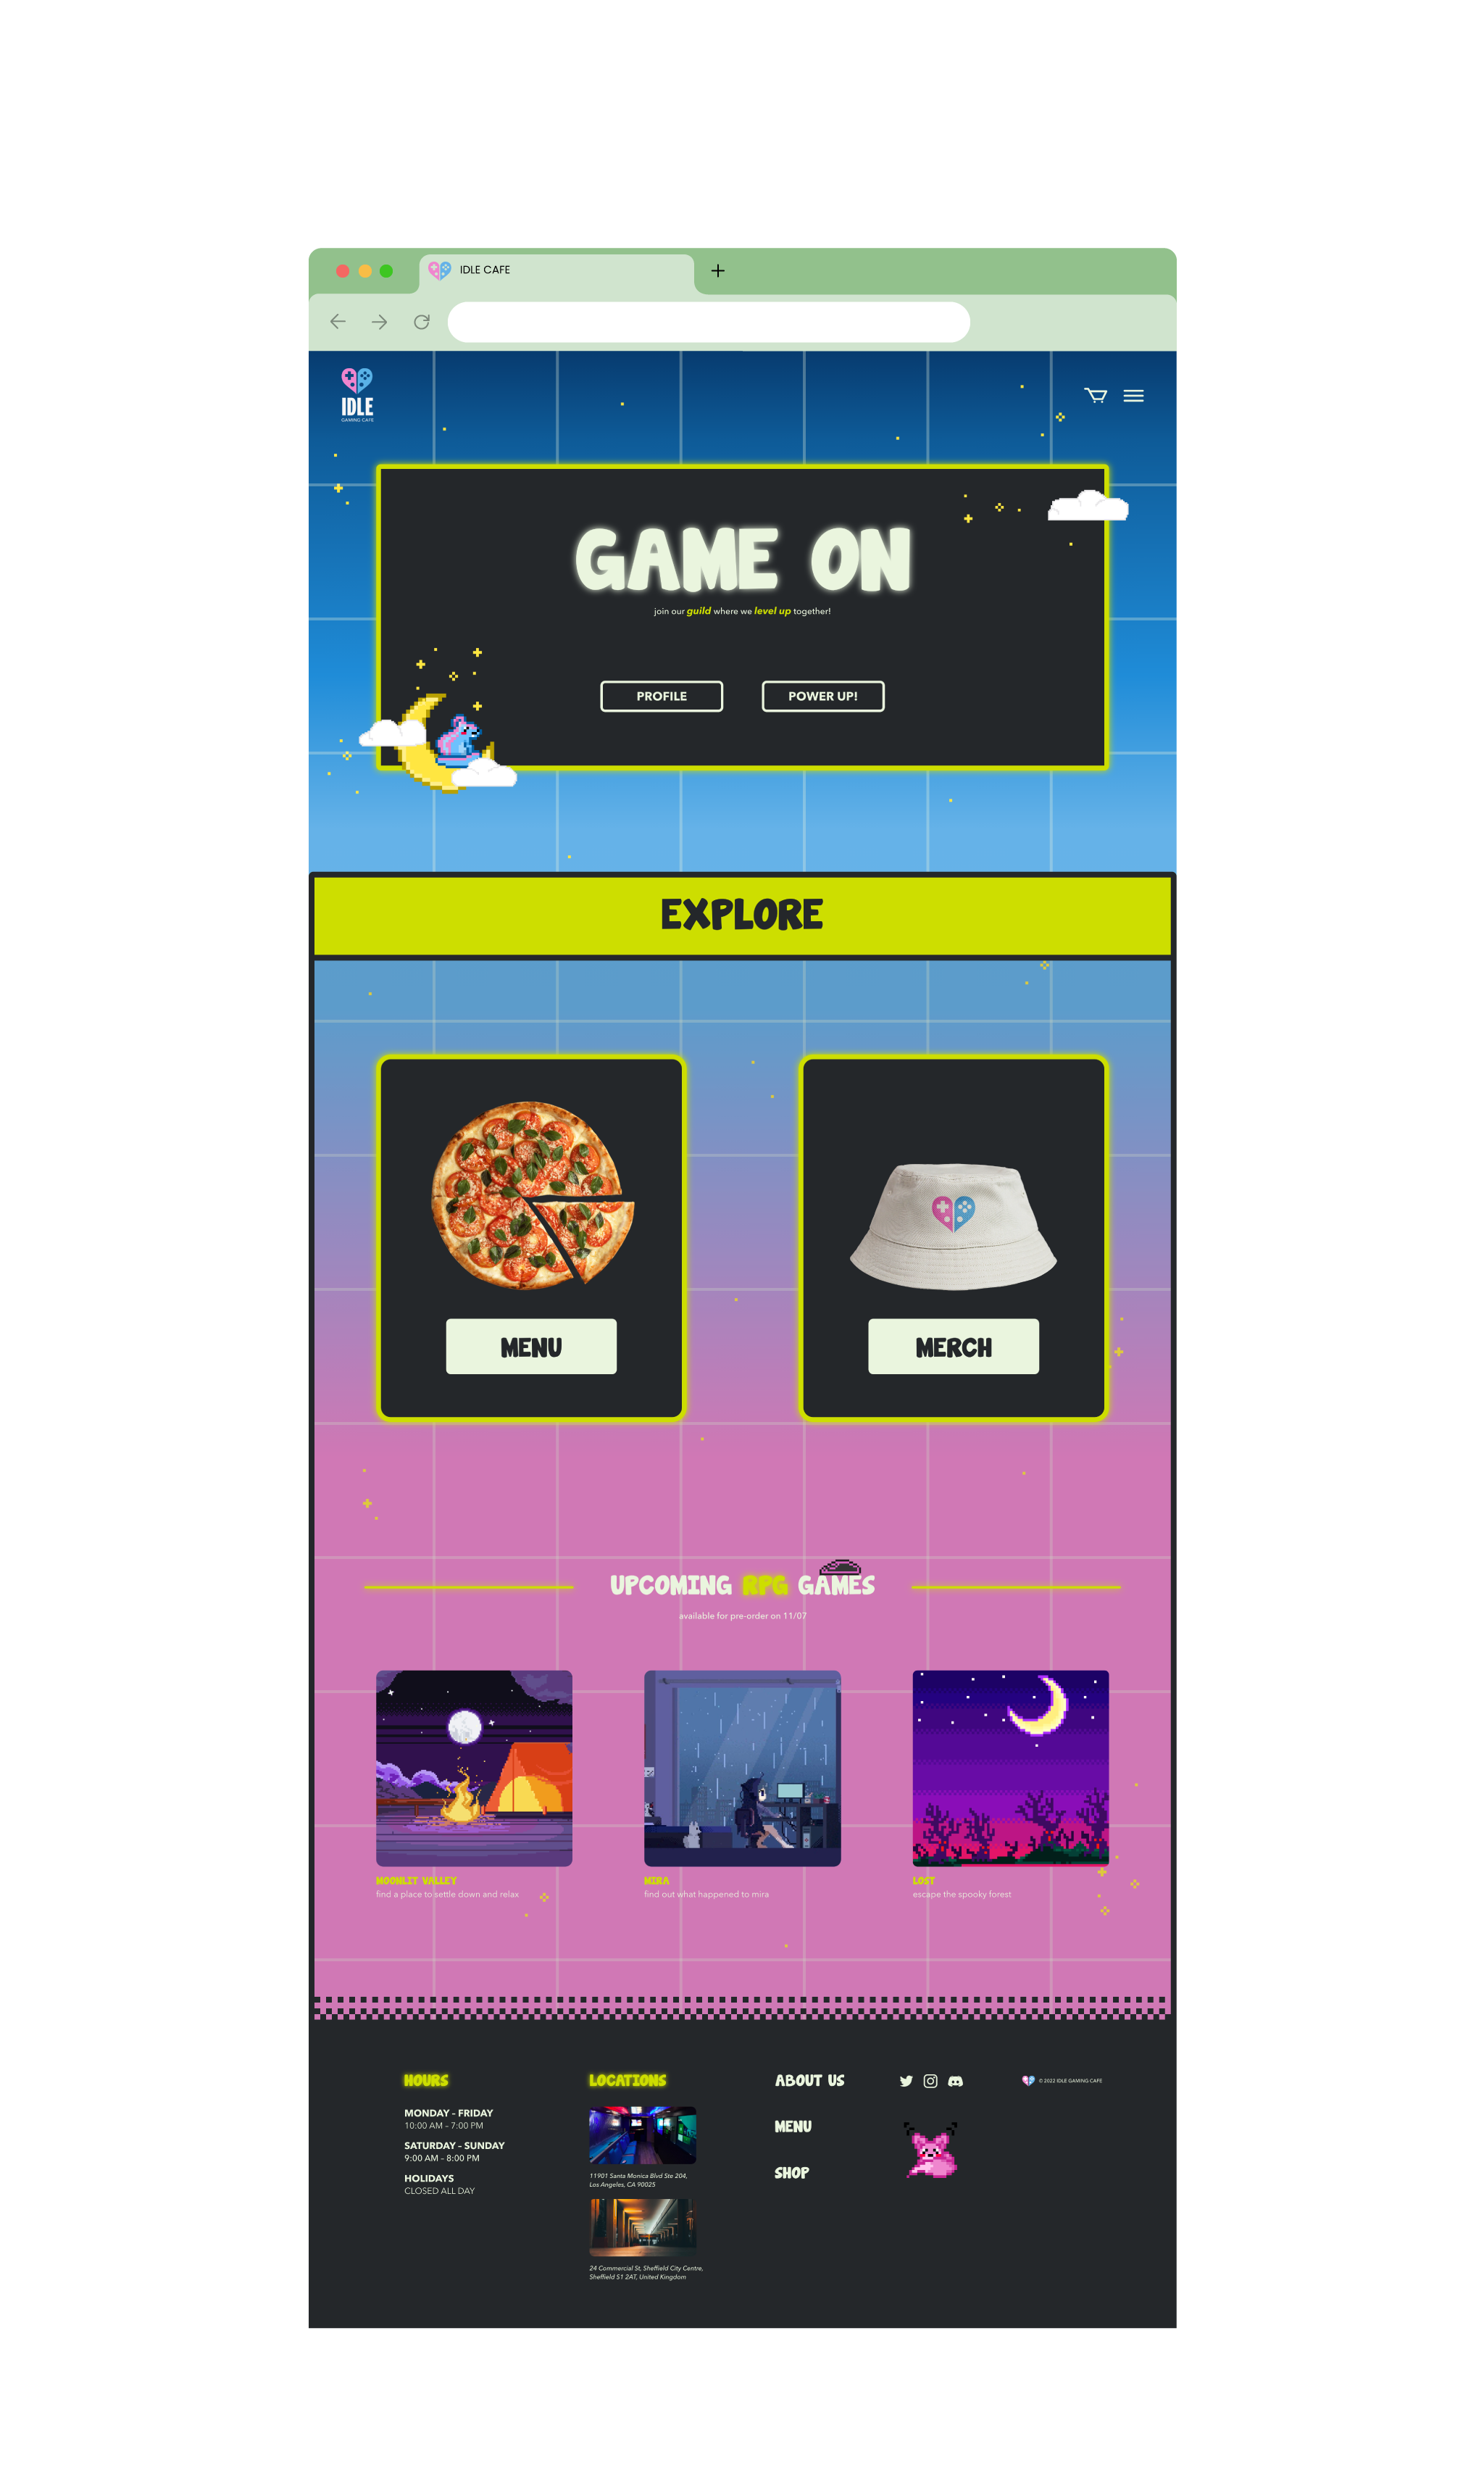 IDLE CAFE
IDLE
GAMING CAFE
GAME ON
join our guild where we level up together!
PROFILE
POWER UP!
EXPLORE
MENU
MERCH
UPCOMING RPG GAMES
available for pre-order on 11/07
MOONLIT VALLEY
find a place to settle down and relax
MIRA
find out what happened to mira
LOST
escape the spooky forest
HOURS
MONDAY – FRIDAY
10:00 AM – 7:00 PM
SATURDAY – SUNDAY
9:00 AM – 8:00 PM
HOLIDAYS
CLOSED ALL DAY
LOCATIONS
11901 Santa Monica Blvd Ste 204,
Los Angeles, CA 90025
24 Commercial St, Sheffield City Centre,
Sheffield S1 2AT, United Kingdom
ABOUT US
MENU
SHOP
© 2022 IDLE GAMING CAFE